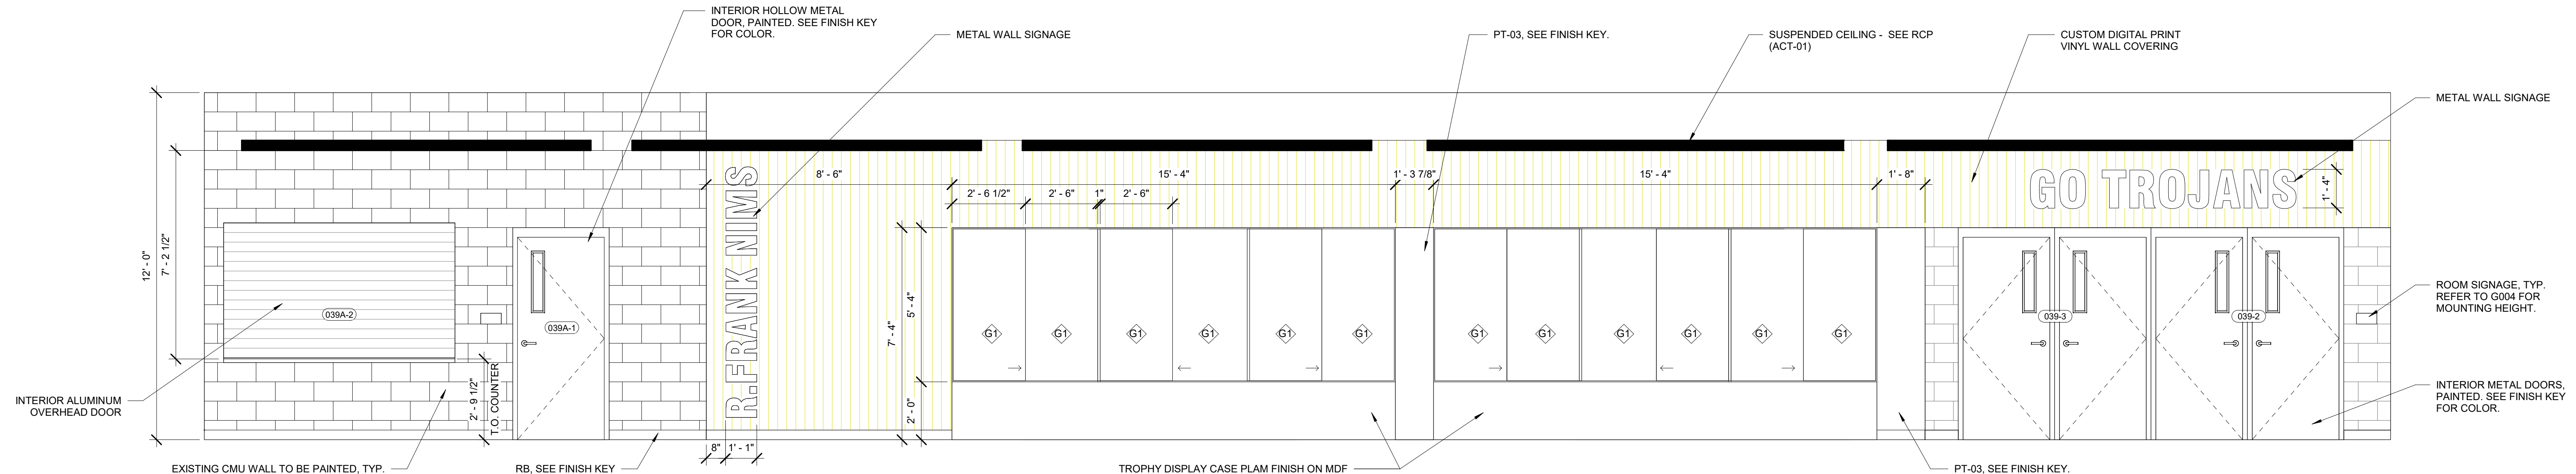 INTERIOR HOLLOW METAL
DOOR, PAINTED. SEE FINISH KEY
FOR COLOR.
METAL WALL SIGNAGE
PT-03, SEE FINISH KEY.
SUSPENDED CEILING - SEE RCP
(ACT-01)
CUSTOM DIGITAL PRINT
VINYL WALL COVERING
METAL WALL SIGNAGE
12' - 0"
7' - 2 1/2"
8' - 6"
15' - 4"
1' - 3 7/8"
15' - 4"
1' - 8"
2' - 6 1/2"
2' - 6"
1"
2' - 6"
GO TROJANS
1' - 4"
R.FRANK NIMS
039A-2
039A-1
7' - 4"
5' - 4"
2' - 0"
G1
G1
G1
G1
G1
G1
G1
G1
G1
G1
G1
G1
039-3
039-2
ROOM SIGNAGE, TYP.
REFER TO G004 FOR
MOUNTING HEIGHT.
INTERIOR ALUMINUM
OVERHEAD DOOR
2' - 9 1/2"
T.O. COUNTER
INTERIOR METAL DOORS,
PAINTED. SEE FINISH KEY
FOR COLOR.
8"
1' - 1"
EXISTING CMU WALL TO BE PAINTED, TYP.
RB, SEE FINISH KEY
TROPHY DISPLAY CASE PLAM FINISH ON MDF
PT-03, SEE FINISH KEY.